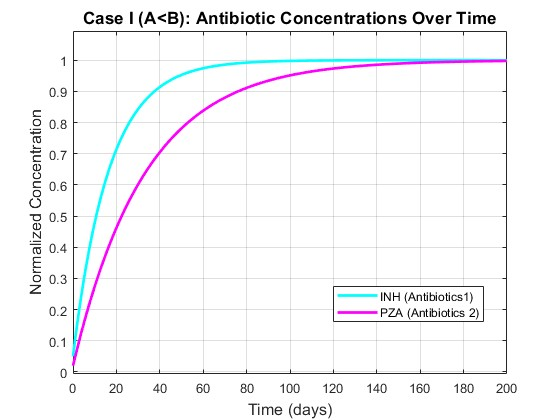 Case I (A<B): Antibiotic Concentrations Over Time
Normalized Concentration
1
0.9
0.8
0.7
0.6
0.5
0.4
0.3
0.2
0.1
0
INH (Antibiotics1)
PZA (Antibiotics 2)
0 20 40 60 80 100 120 140 160 180 200
Time (days)